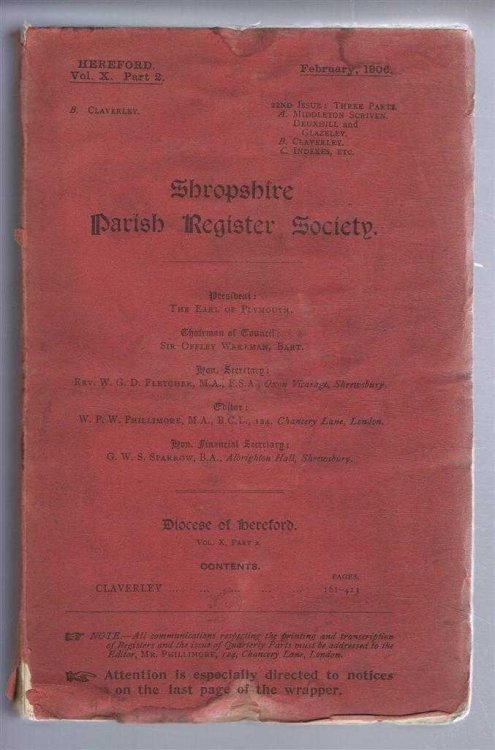 HEREFORD.
Vol. X. Part 2.
February, 1906.
B. CLAVERLEY.
22ND ISSUE: THREE PARTS.
A. MIDDLETON SCRIVEN,
DEUXHILL and
GLAZELEY.
B. CLAVERLEY.
C. INDEXES, ETC.
Shropshire
Parish Register Society.
President:
THE EARL OF PLYMOUTH.
Chairman of Council:
SIR OFFLEY WAKEMAN, BART.
Hon. Secretary:
REV. W. G. D. FLETCHER, M.A., F.S.A., Oxon Vicarage, Shrewsbury.
Editor:
W. P. W. PHILLIMORE, M.A., B.C.L., 124, Chancery Lane, London.
Hon. Financial Secretary:
G. W. S. SPARROW, B.A., Albrighton Hall, Shrewsbury.
Diocese of Hereford.
VOL. X, PART 2.
CONTENTS.
PAGES.
CLAVERLEY .... .... .... .... .... 161-423
☞ NOTE.—All communications respecting the printing and transcription
of Registers and the issue of Quarterly Parts must be addressed to the
Editor, MR. PHILLIMORE, 124, Chancery Lane, London.
☞ Attention is especially directed to notices
on the last page of the wrapper.